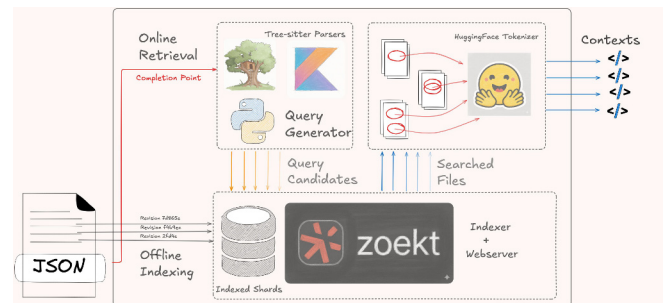 Online
Retrieval
Completion Point
Tree-sitter Parsers
Query
Generator
HuggingFace Tokenizer
Contexts
</>
</>
</>
</>
Query
Candidates
Searched
Files
JSON
Offline
Indexing
Indexed Shards
zoekt
Indexer
+
Webserver